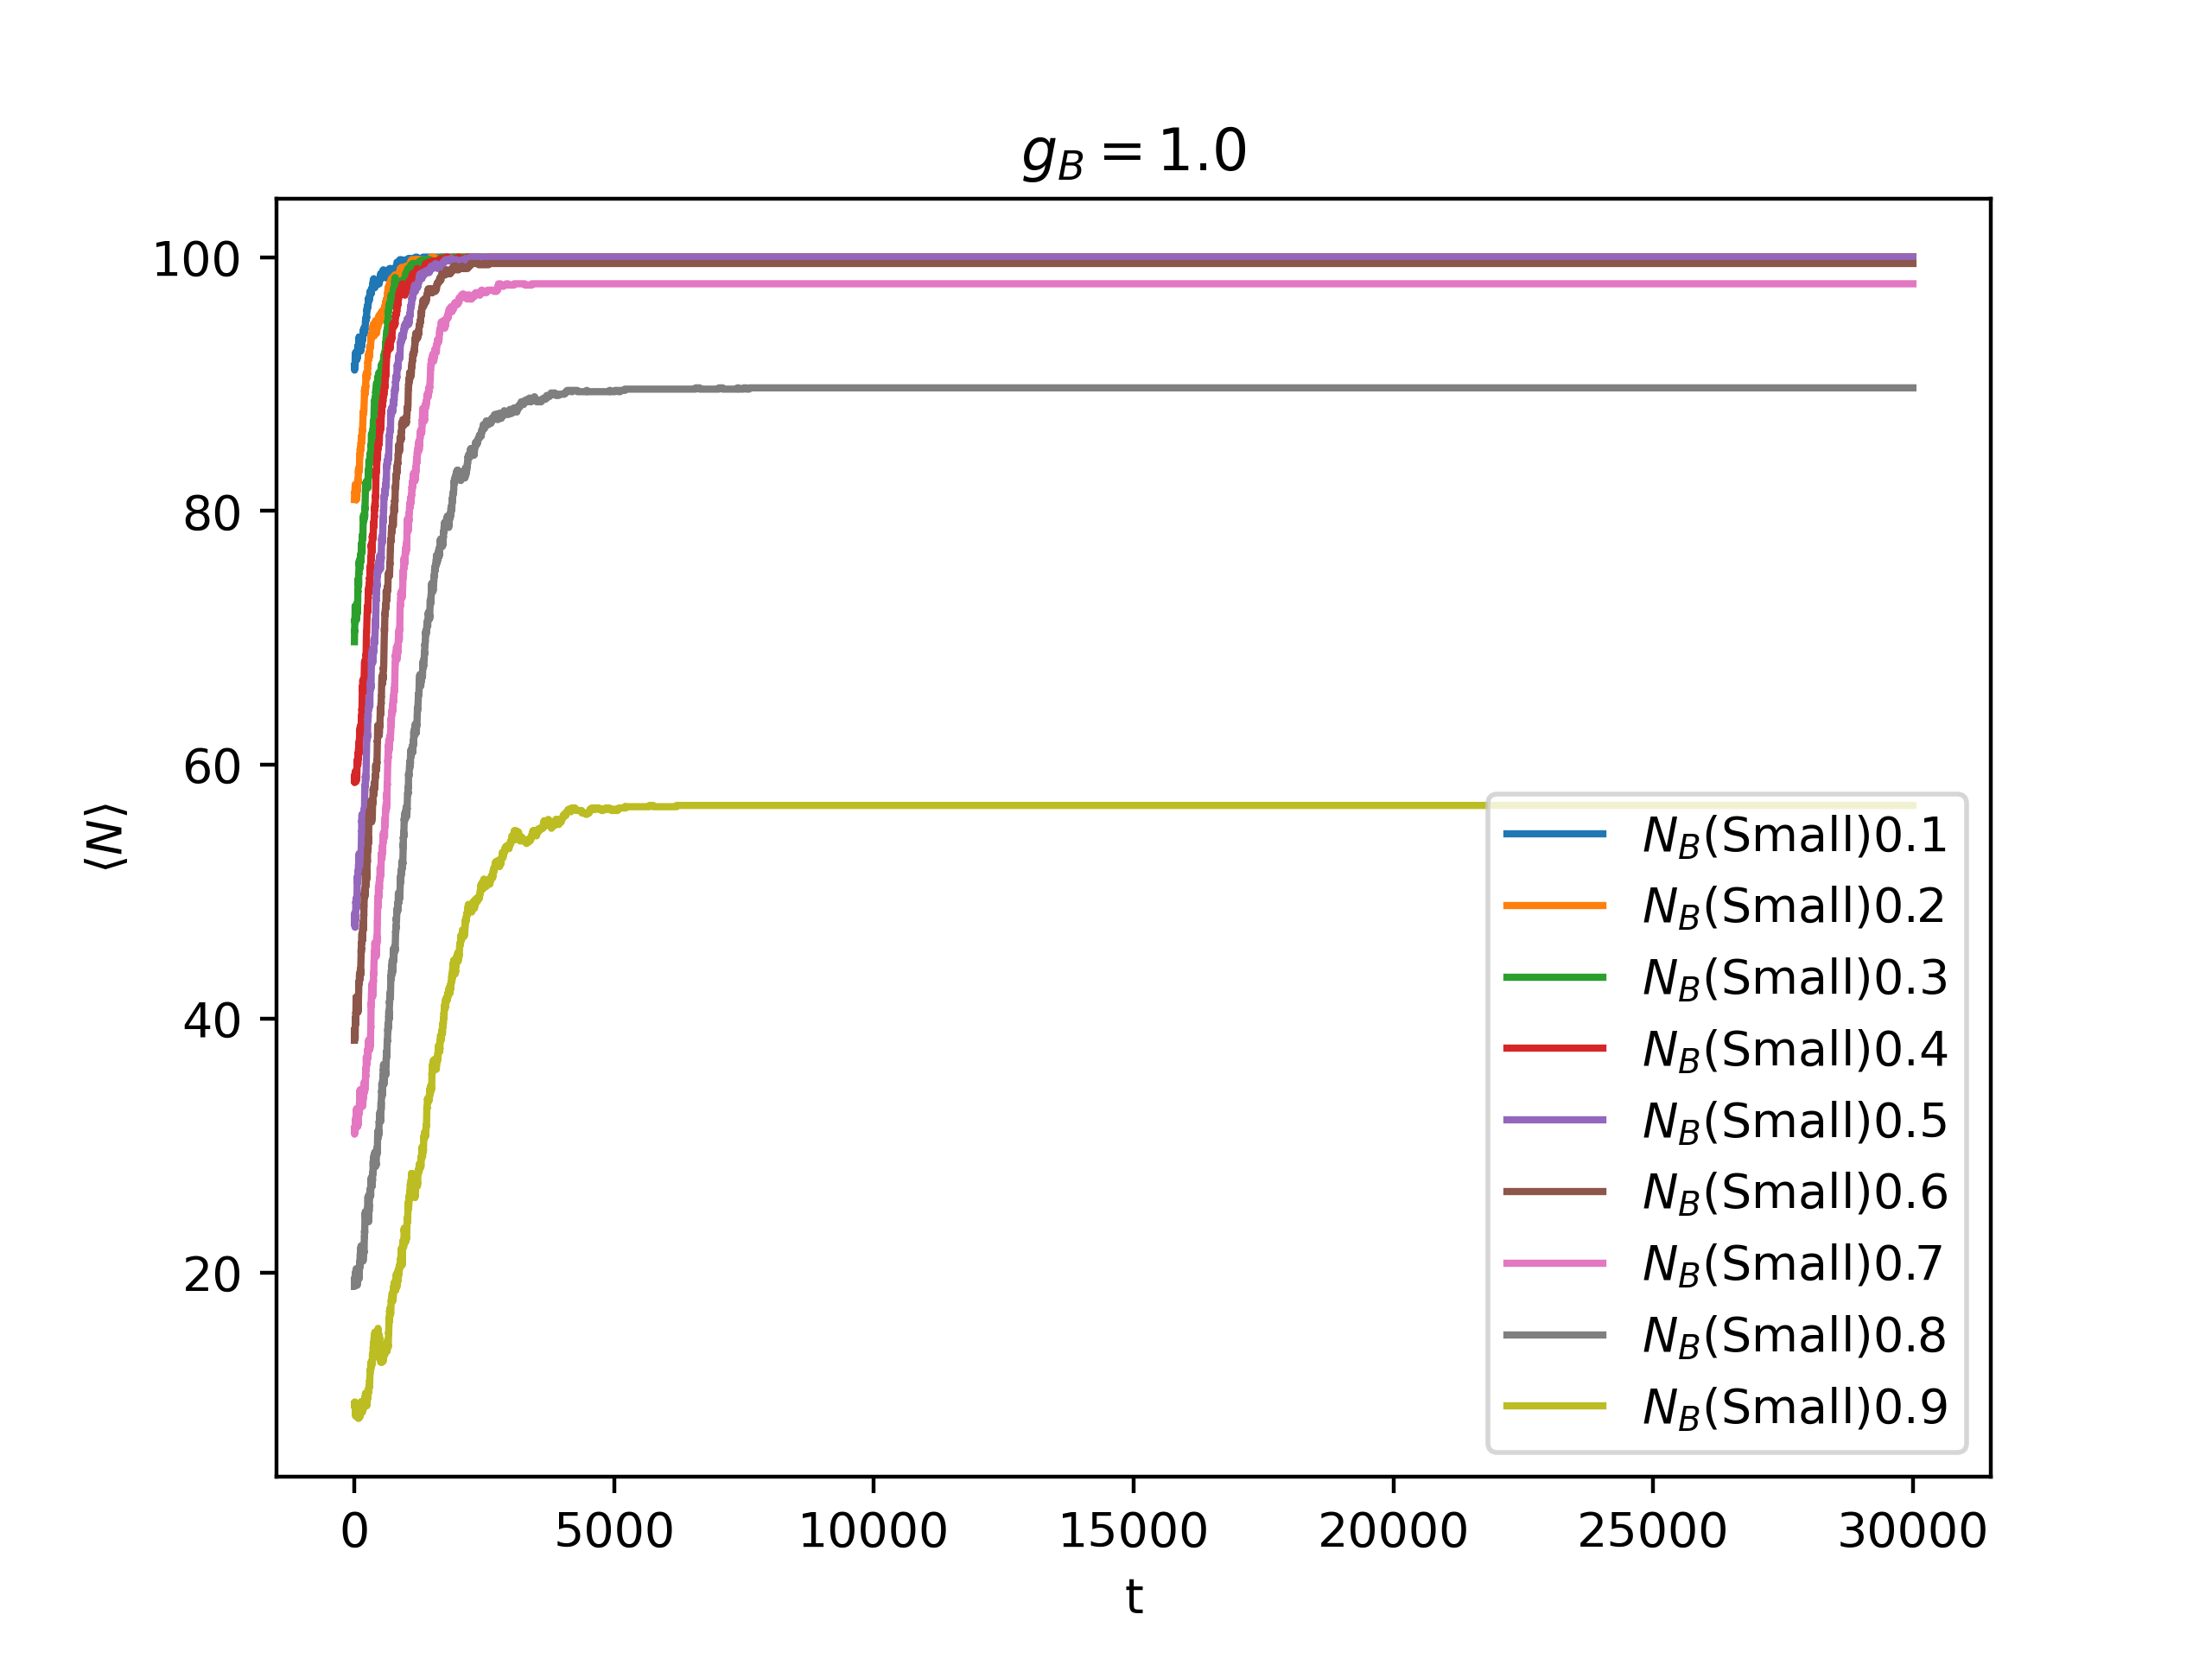 g_B = 1.0
100
80
60
40
20
⟨N⟩
N_B(Small)0.1
N_B(Small)0.2
N_B(Small)0.3
N_B(Small)0.4
N_B(Small)0.5
N_B(Small)0.6
N_B(Small)0.7
N_B(Small)0.8
N_B(Small)0.9
0 5000 10000 15000 20000 25000 30000
t